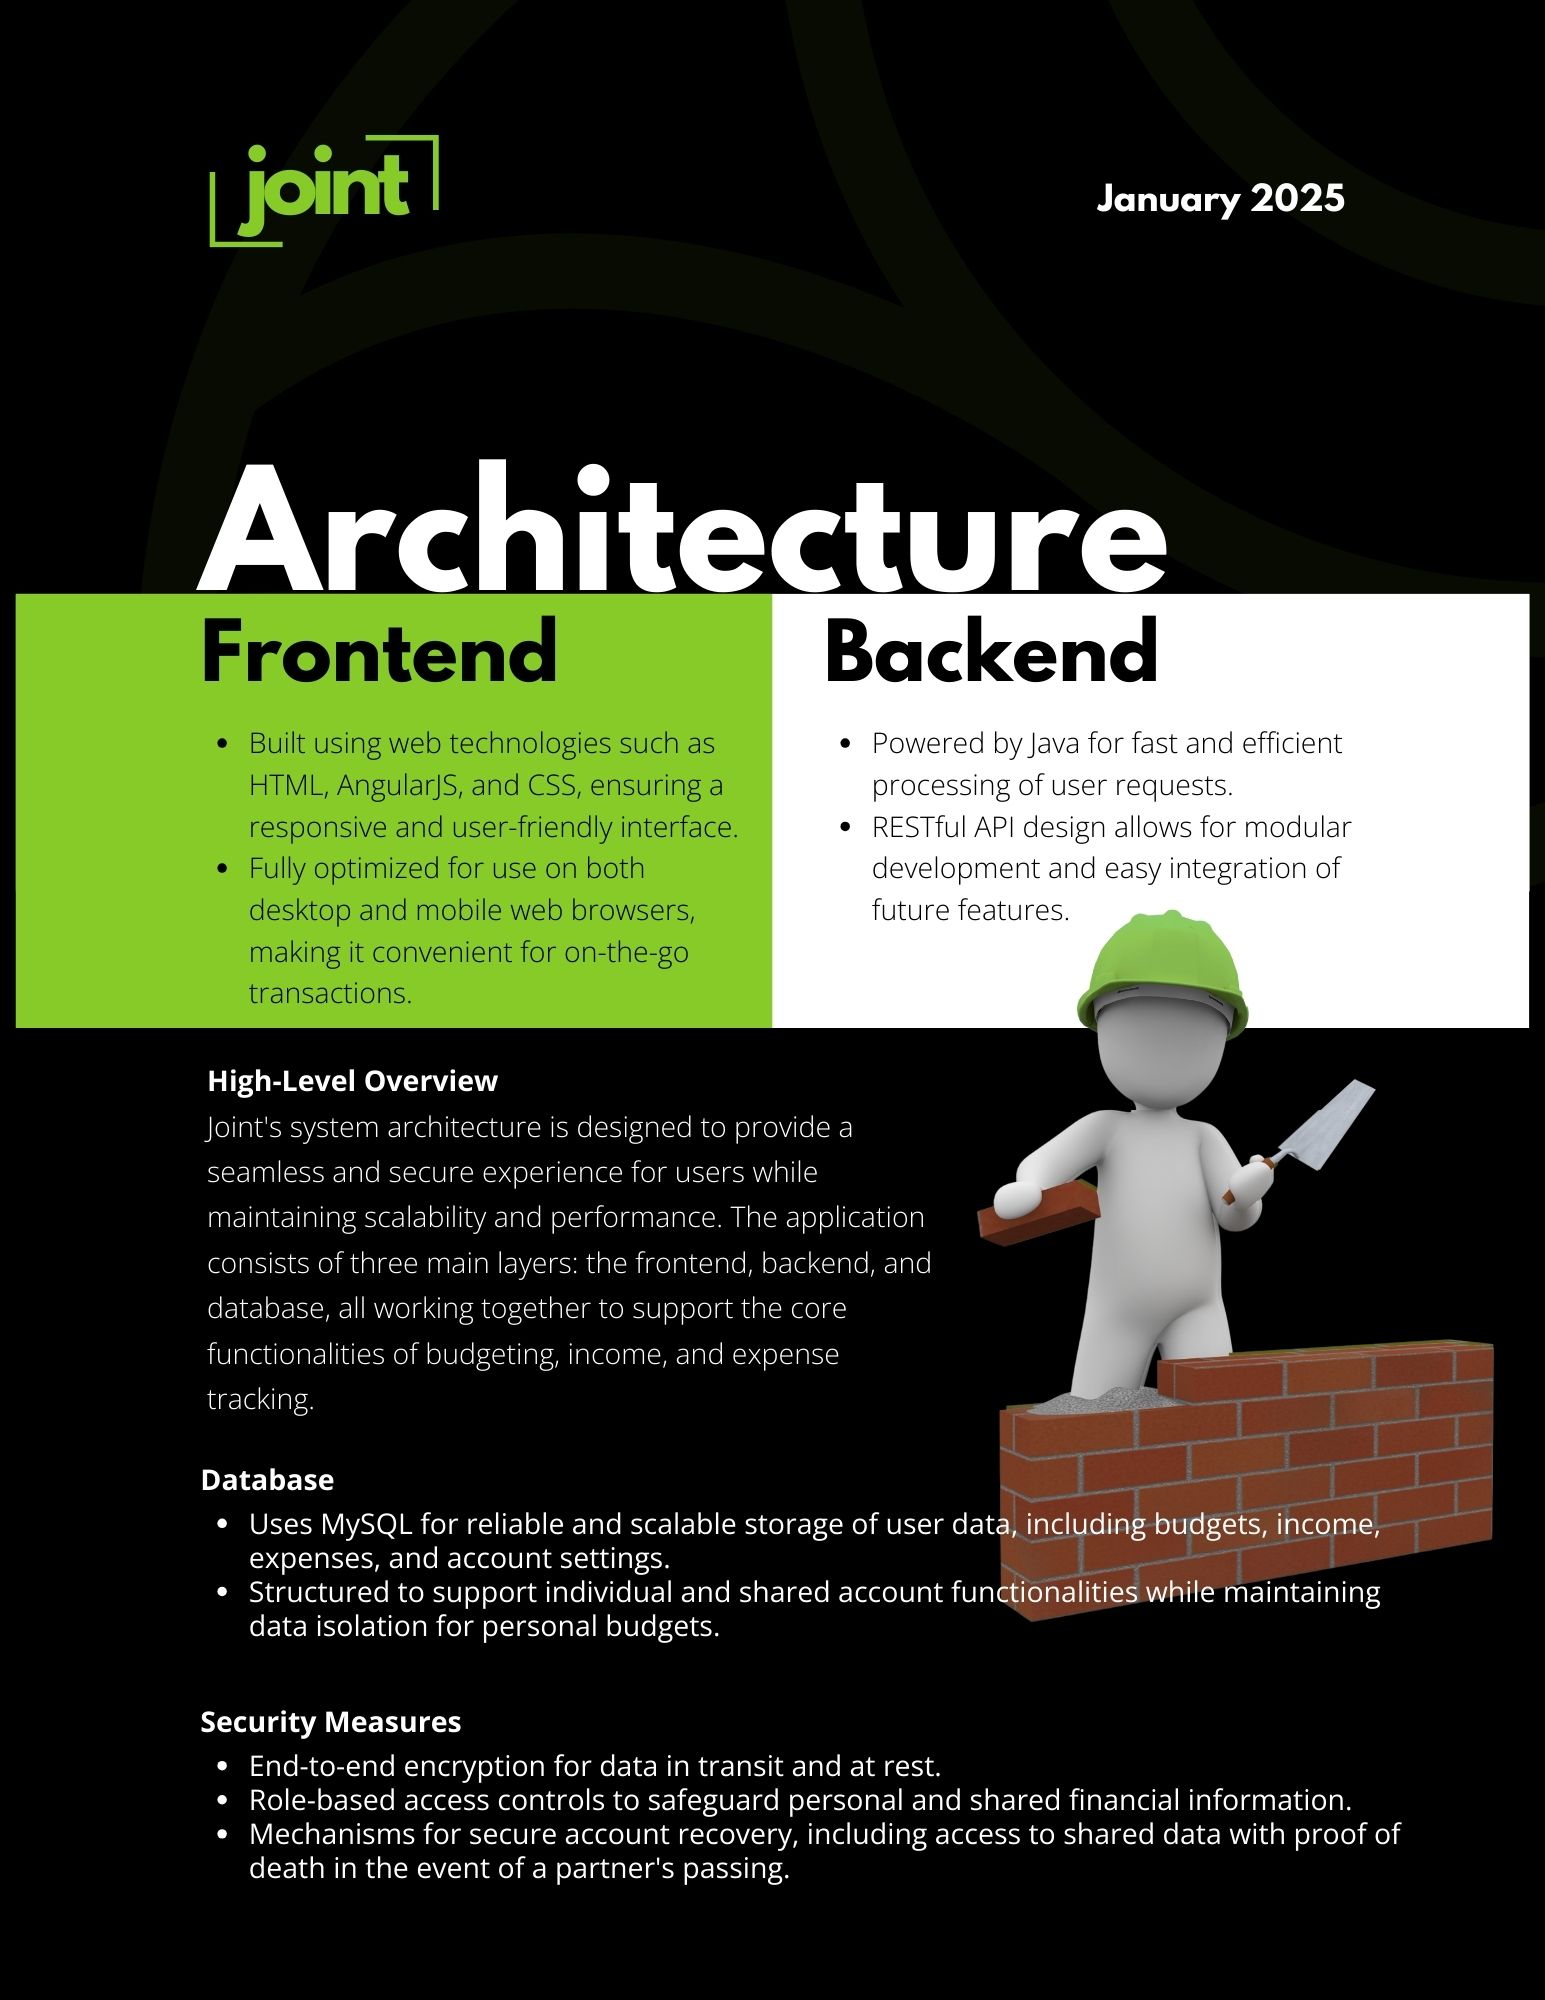 joint
January 2025
Architecture
Frontend
• Built using web technologies such as
HTML, AngularJS, and CSS, ensuring a
responsive and user-friendly interface.
• Fully optimized for use on both
desktop and mobile web browsers,
making it convenient for on-the-go
transactions.
Backend
• Powered by Java for fast and efficient
processing of user requests.
• RESTful API design allows for modular
development and easy integration of
future features.
High-Level Overview
Joint's system architecture is designed to provide a
seamless and secure experience for users while
maintaining scalability and performance. The application
consists of three main layers: the frontend, backend, and
database, all working together to support the core
functionalities of budgeting, income, and expense
tracking.
Database
• Uses MySQL for reliable and scalable storage of user data, including budgets, income,
expenses, and account settings.
• Structured to support individual and shared account functionalities while maintaining
data isolation for personal budgets.
Security Measures
• End-to-end encryption for data in transit and at rest.
• Role-based access controls to safeguard personal and shared financial information.
• Mechanisms for secure account recovery, including access to shared data with proof of
death in the event of a partner's passing.